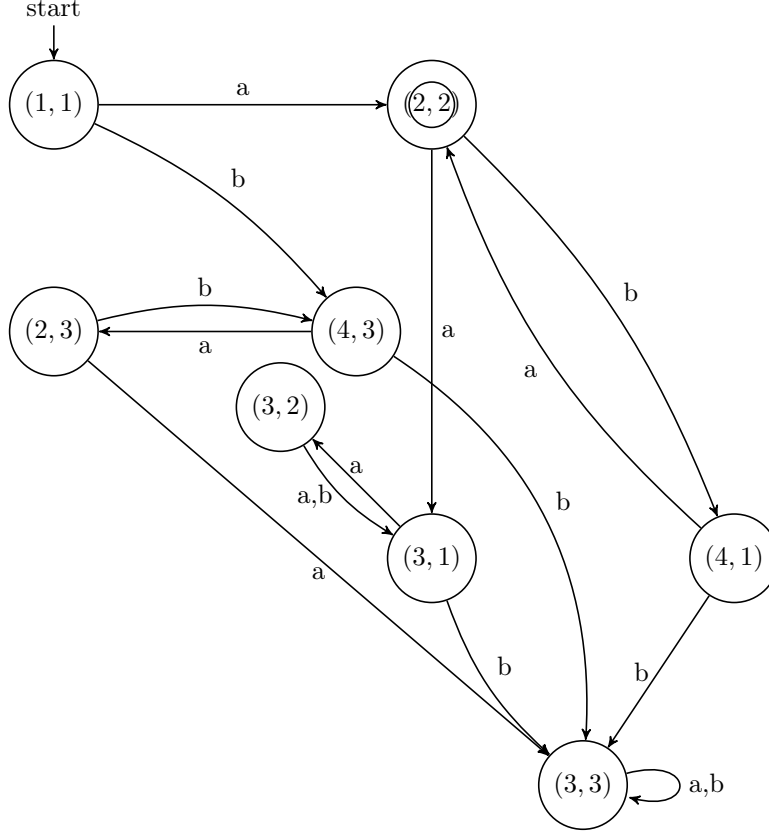 start
(1, 1)
a
(2, 2)
b
b
(2, 3)
b
a
(4, 3)
a
a
(3, 2)
a
a,b
b
(3, 1)
(4, 1)
a
b
b
(3, 3)
a,b